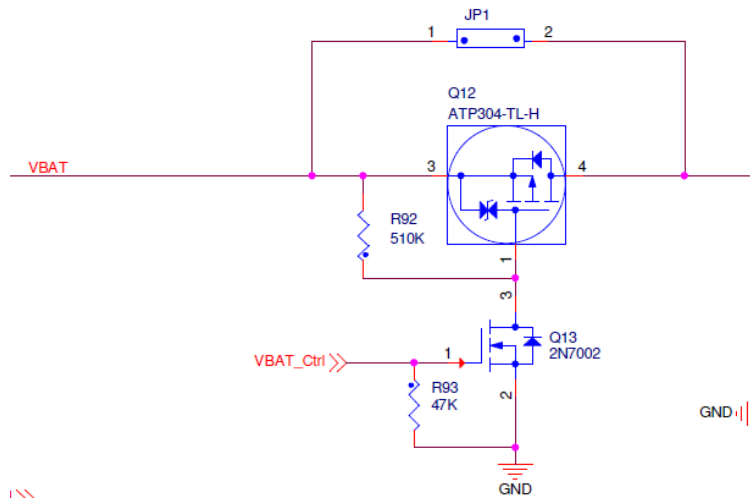 JP1
1
2
Q12
ATP304-TL-H
VBAT
3
4
R92
510K
1
3
Q13
2N7002
VBAT_Ctrl
1
R93
47K
2
GND
GND